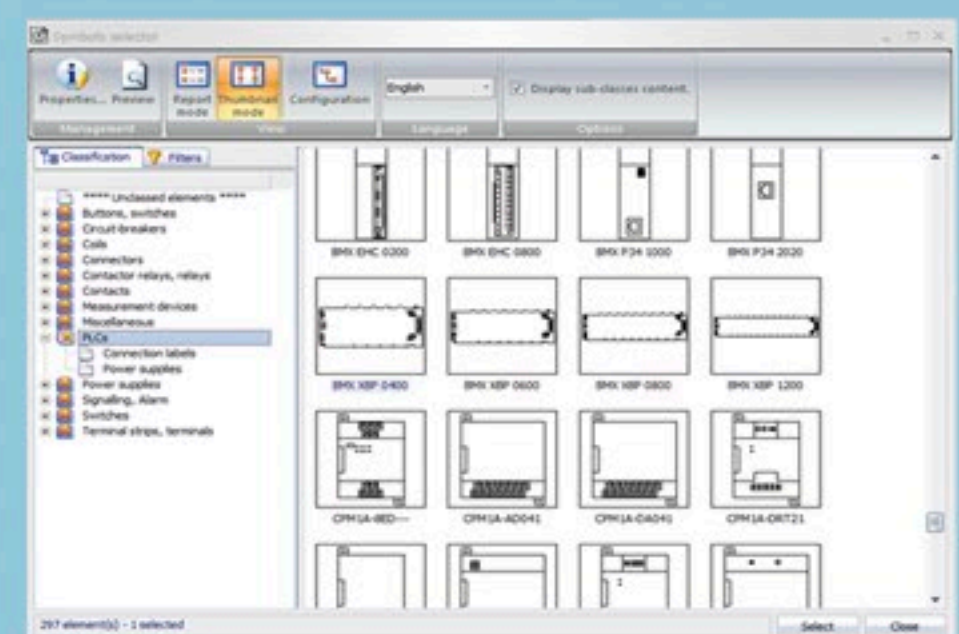 Symbols selector
Properties... Preview Report mode Thumbnail mode Configuration English Display sub-classes content.
Management View Language Options
Classification Filters
***** Unclassed elements *****
Buttons, switches
Circuit-breakers
Coils
Connectors
Contactor relays, relays
Contacts
Measurement devices
Miscellaneous
PLCs
Connection labels
Power supplies
Power supplies
Signalling, Alarm
Switches
Terminal strips, terminals
BMX EHC 0200 BMX EHC 0800 BMX P34 1000 BMX P34 2020
BMX XBP 0400 BMX XBP 0600 BMX XBP 0800 BMX XBP 1200
CPM1A-8ED--- CPM1A-AD041 CPM1A-DA041 CPM1A-DRT21
297 element(s) - 1 selected
Select Close